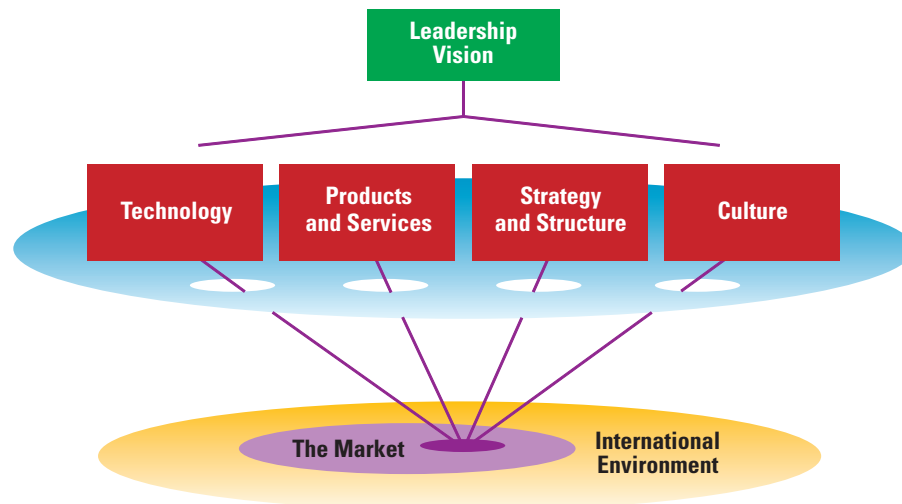 Leadership
Vision
Technology
Products
and Services
Strategy
and Structure
Culture
The Market
International
Environment